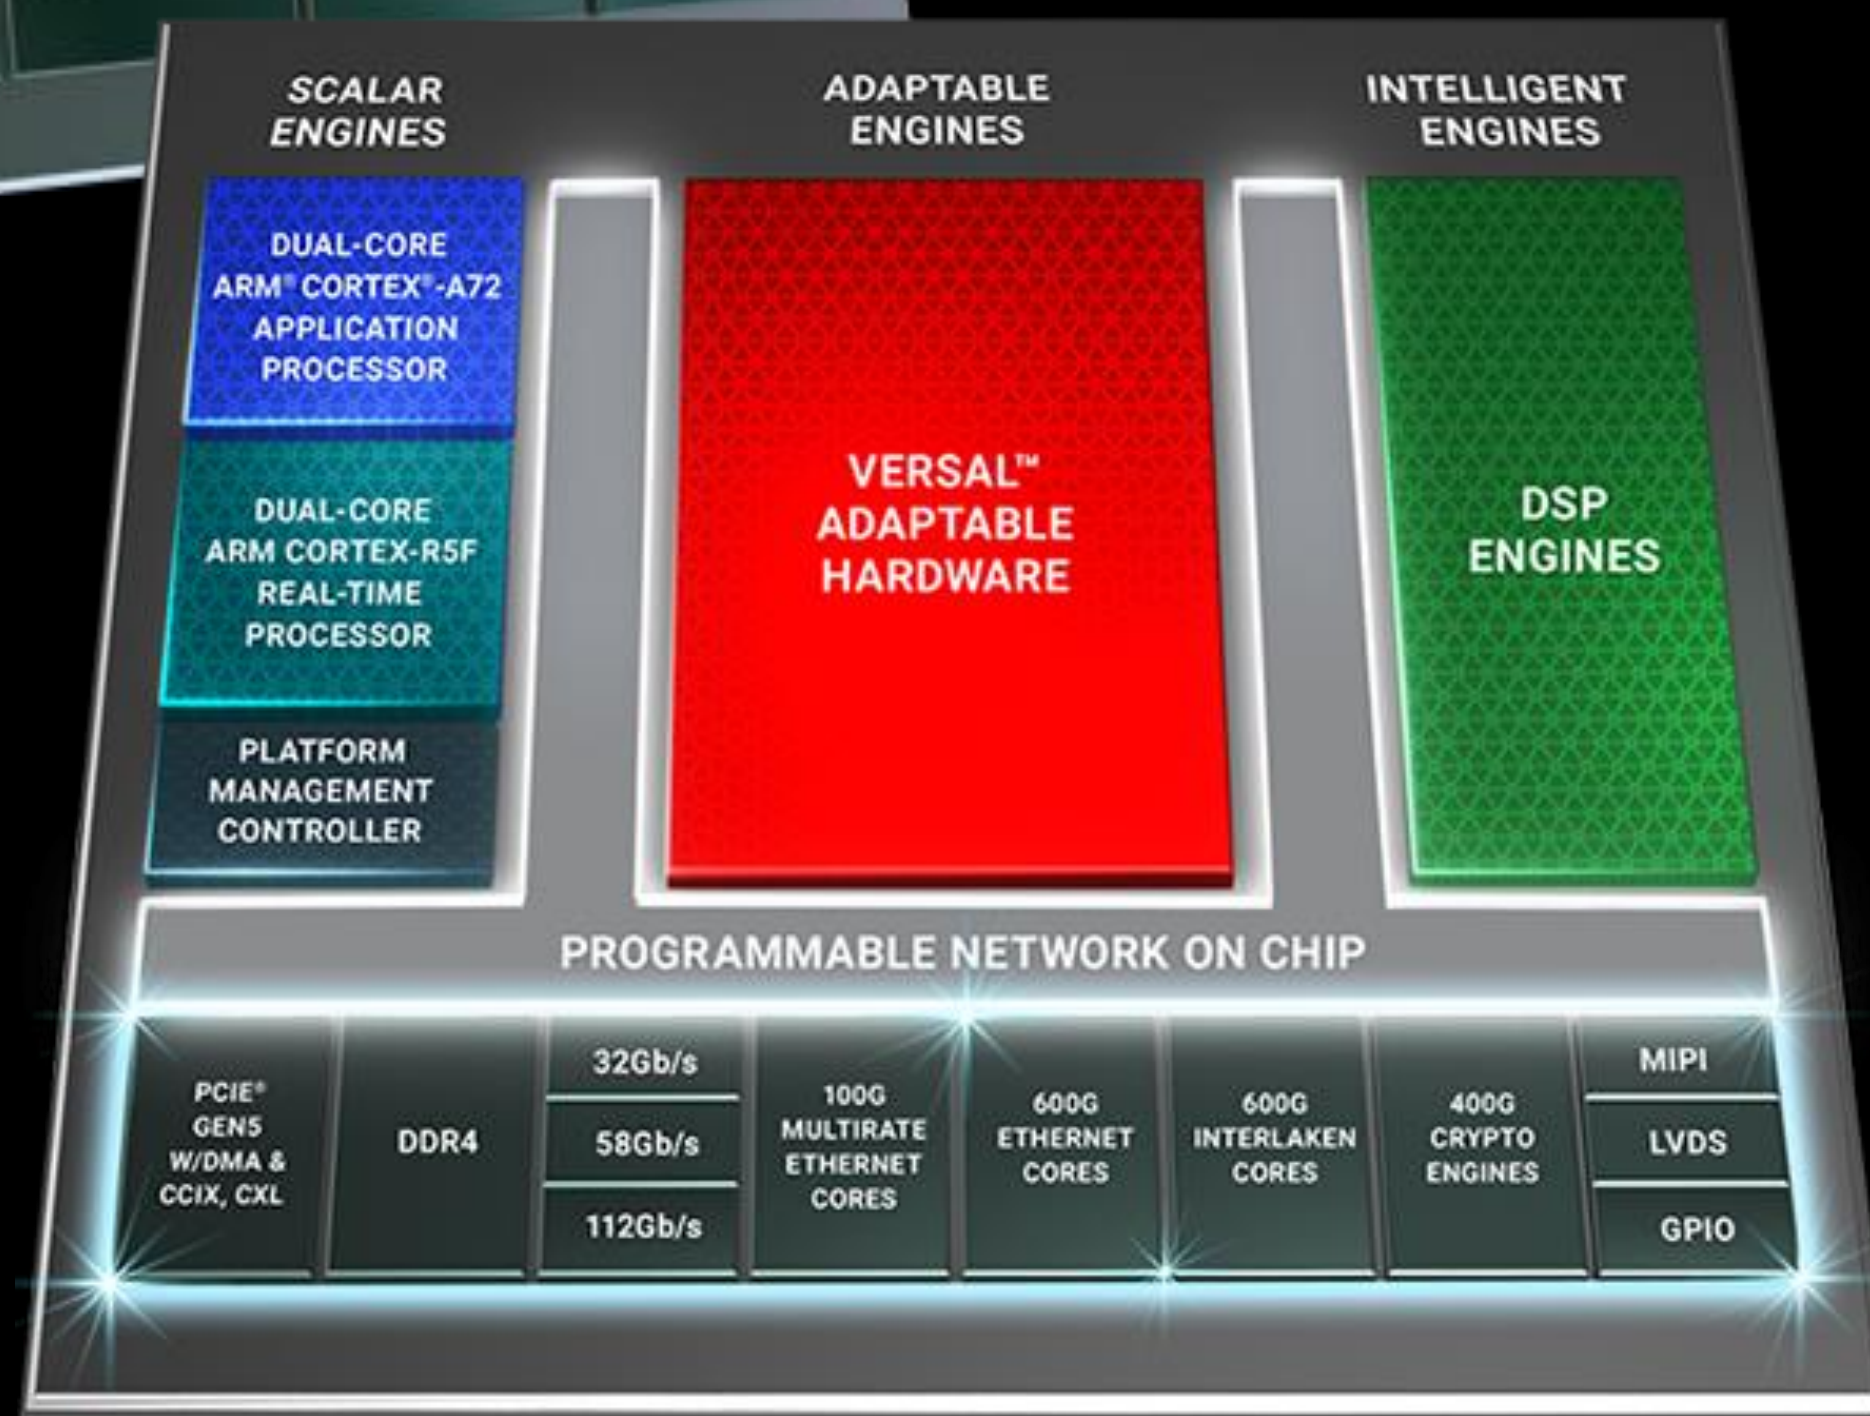 SCALAR
ENGINES
ADAPTABLE
ENGINES
INTELLIGENT
ENGINES
DUAL-CORE
ARM® CORTEX®-A72
APPLICATION
PROCESSOR
DUAL-CORE
ARM CORTEX-R5F
REAL-TIME
PROCESSOR
PLATFORM
MANAGEMENT
CONTROLLER
VERSAL™
ADAPTABLE
HARDWARE
DSP
ENGINES
PROGRAMMABLE NETWORK ON CHIP
PCIE®
GEN5
W/DMA &
CCIX, CXL
DDR4
32Gb/s
58Gb/s
112Gb/s
100G
MULTIRATE
ETHERNET
CORES
600G
ETHERNET
CORES
600G
INTERLAKEN
CORES
400G
CRYPTO
ENGINES
MIPI
LVDS
GPIO